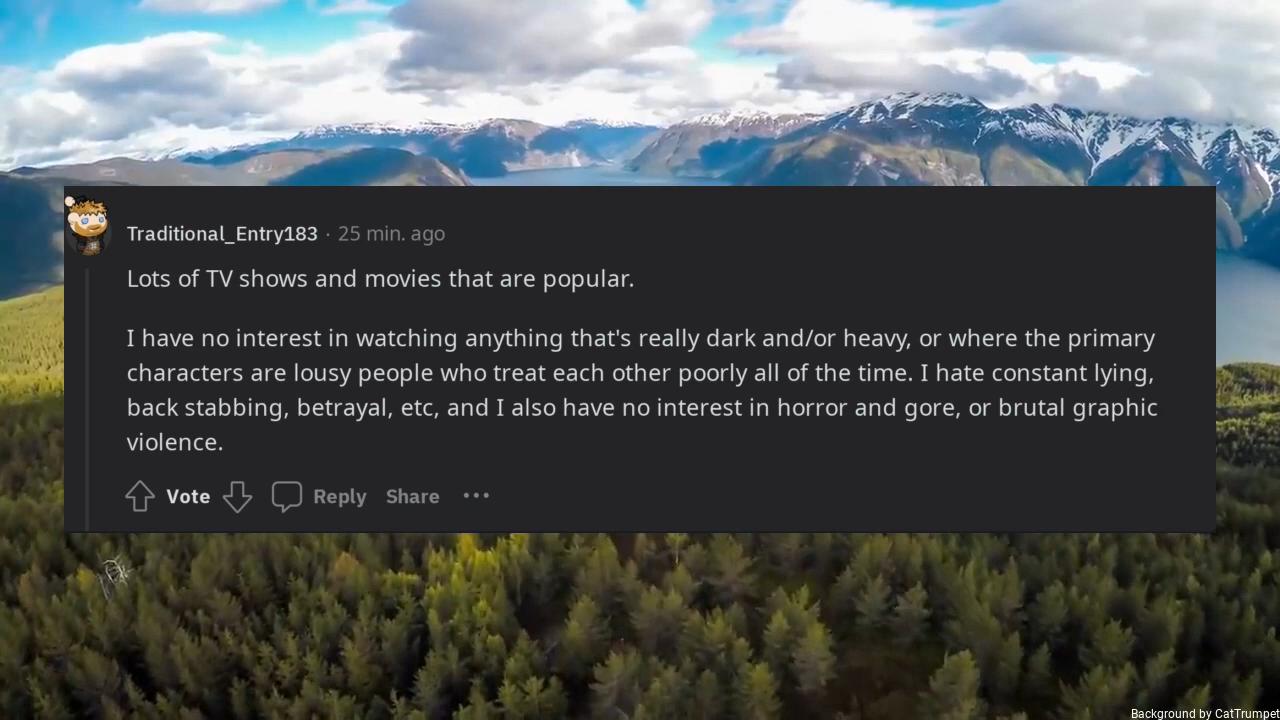 Traditional_Entry183 · 25 min. ago
Lots of TV shows and movies that are popular.
I have no interest in watching anything that's really dark and/or heavy, or where the primary
characters are lousy people who treat each other poorly all of the time. I hate constant lying,
back stabbing, betrayal, etc, and I also have no interest in horror and gore, or brutal graphic
violence.
Vote Reply Share ···
Background by CatTrumpet